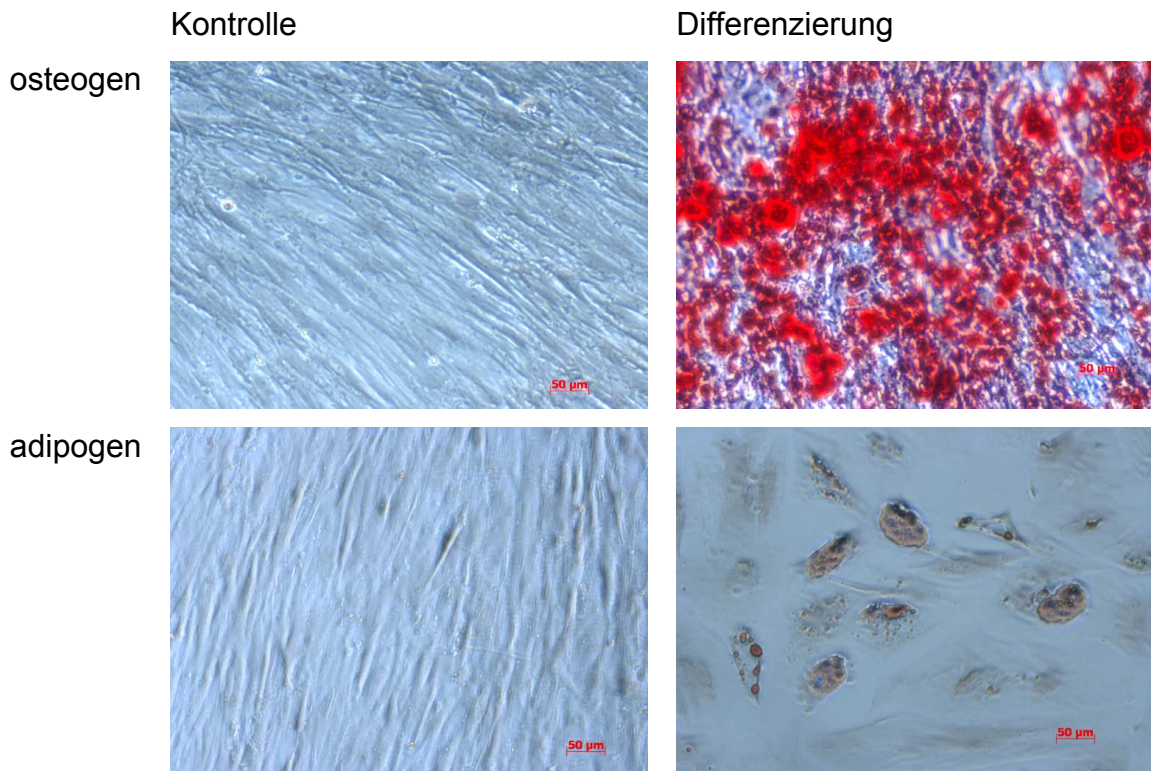 Kontrolle
Differenzierung
osteogen
50 µm
50 µm
adipogen
50 µm
50 µm